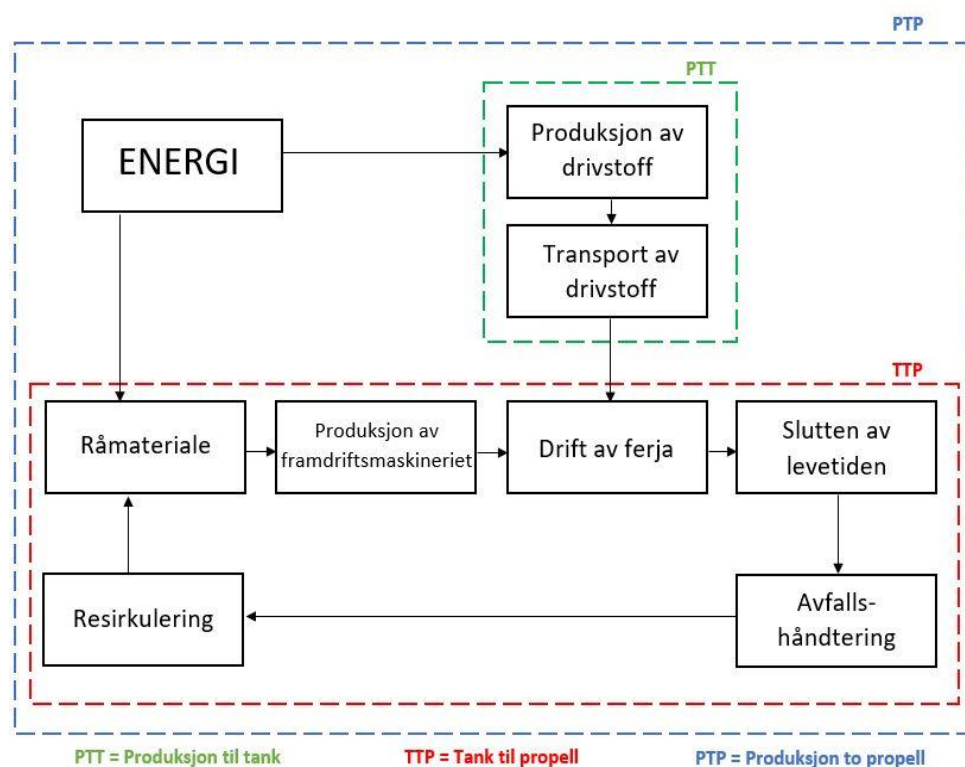 PTP
PTT
Produksjon av
drivstoff
ENERGI
Transport av
drivstoff
TTP
Råmateriale
Produksjon av
framdriftsmaskineriet
Drift av ferja
Slutten av
levetiden
Resirkulering
Avfalls-
håndtering
PTT = Produksjon til tank
TTP = Tank til propell
PTP = Produksjon to propell